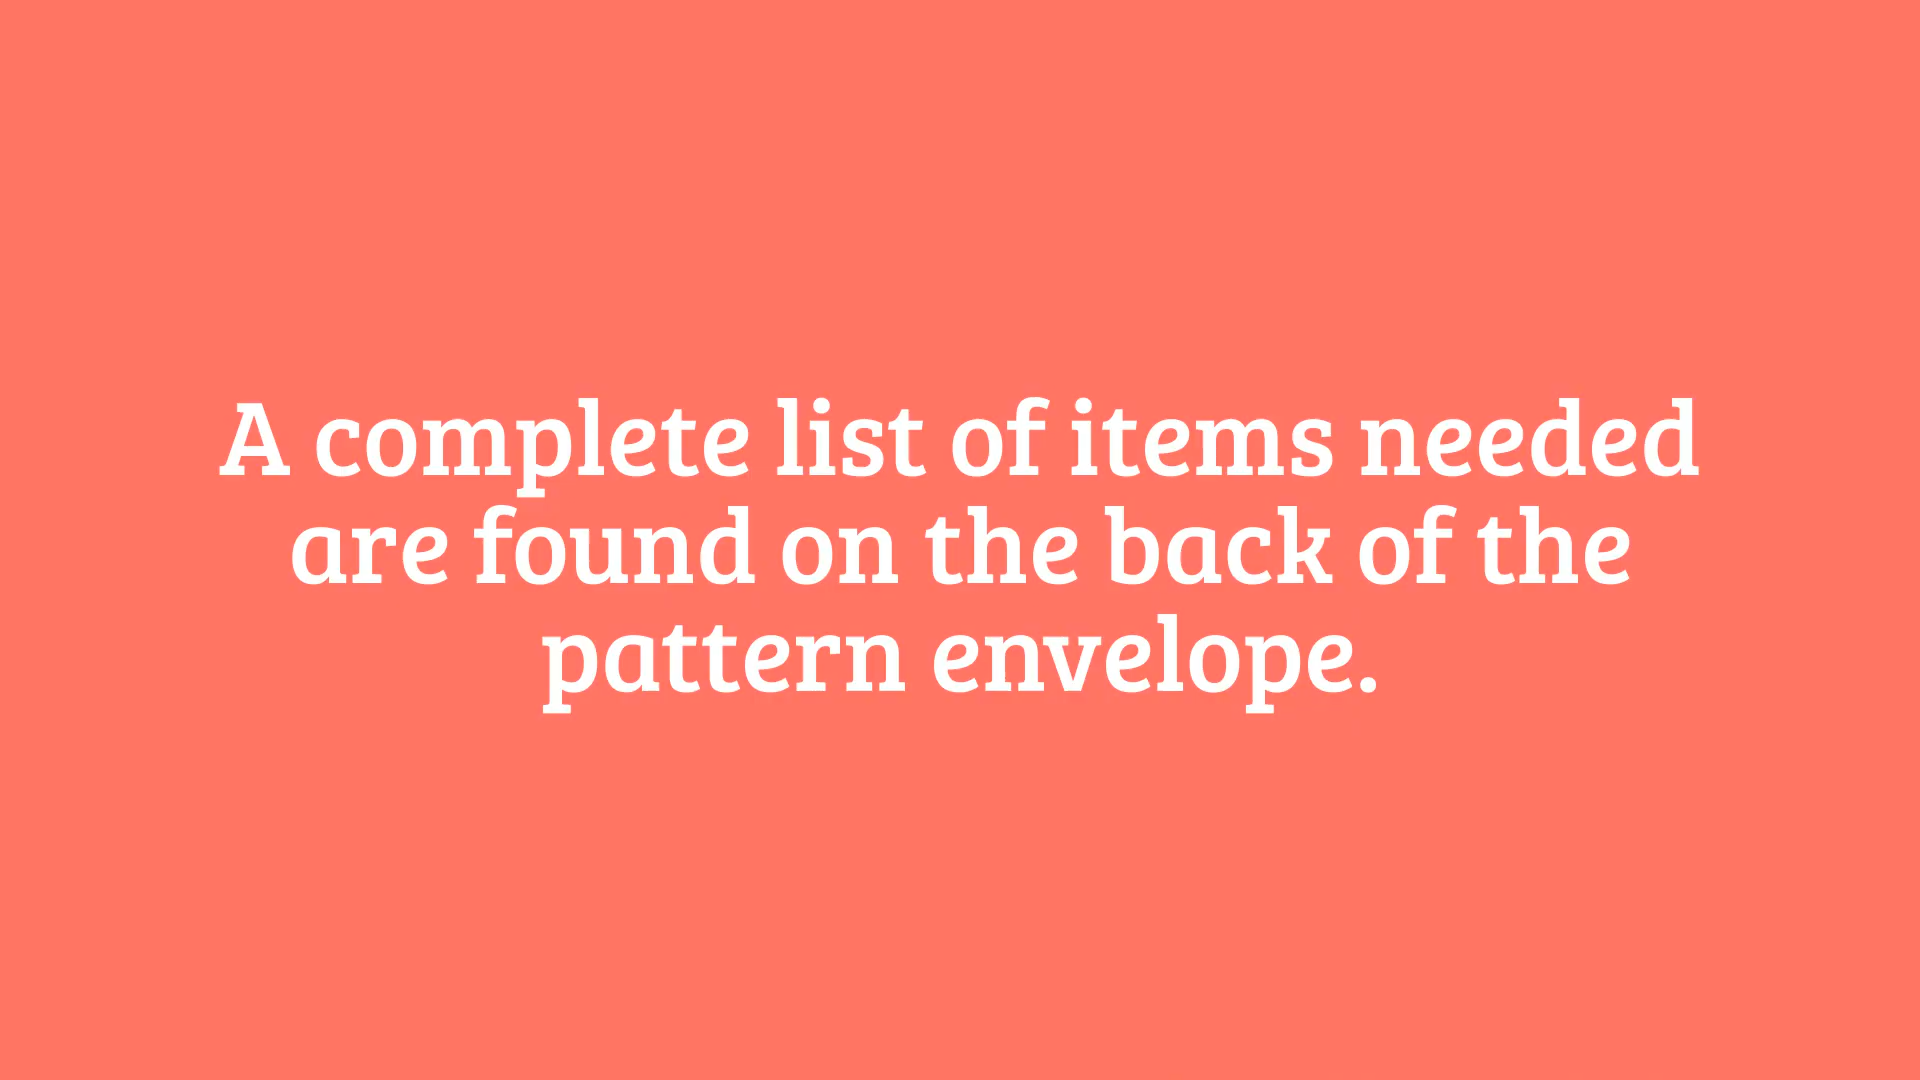 A complete list of items needed
are found on the back of the
pattern envelope.